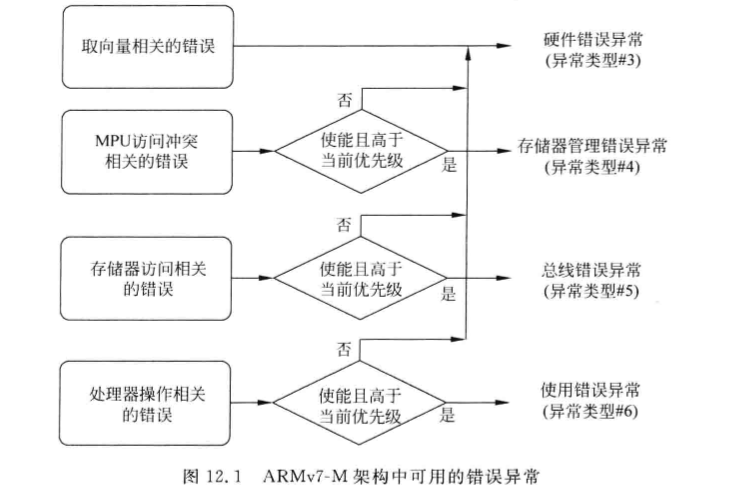 取向量相关的错误
硬件错误异常
(异常类型#3)
否
MPU访问冲突
相关的错误
使能且高于
当前优先级
是
存储器管理错误异常
(异常类型#4)
否
存储器访问相关
的错误
使能且高于
当前优先级
是
总线错误异常
(异常类型#5)
否
处理器操作相关
的错误
使能且高于
当前优先级
是
使用错误异常
(异常类型#6)
图 12.1 ARMv7-M 架构中可用的错误异常